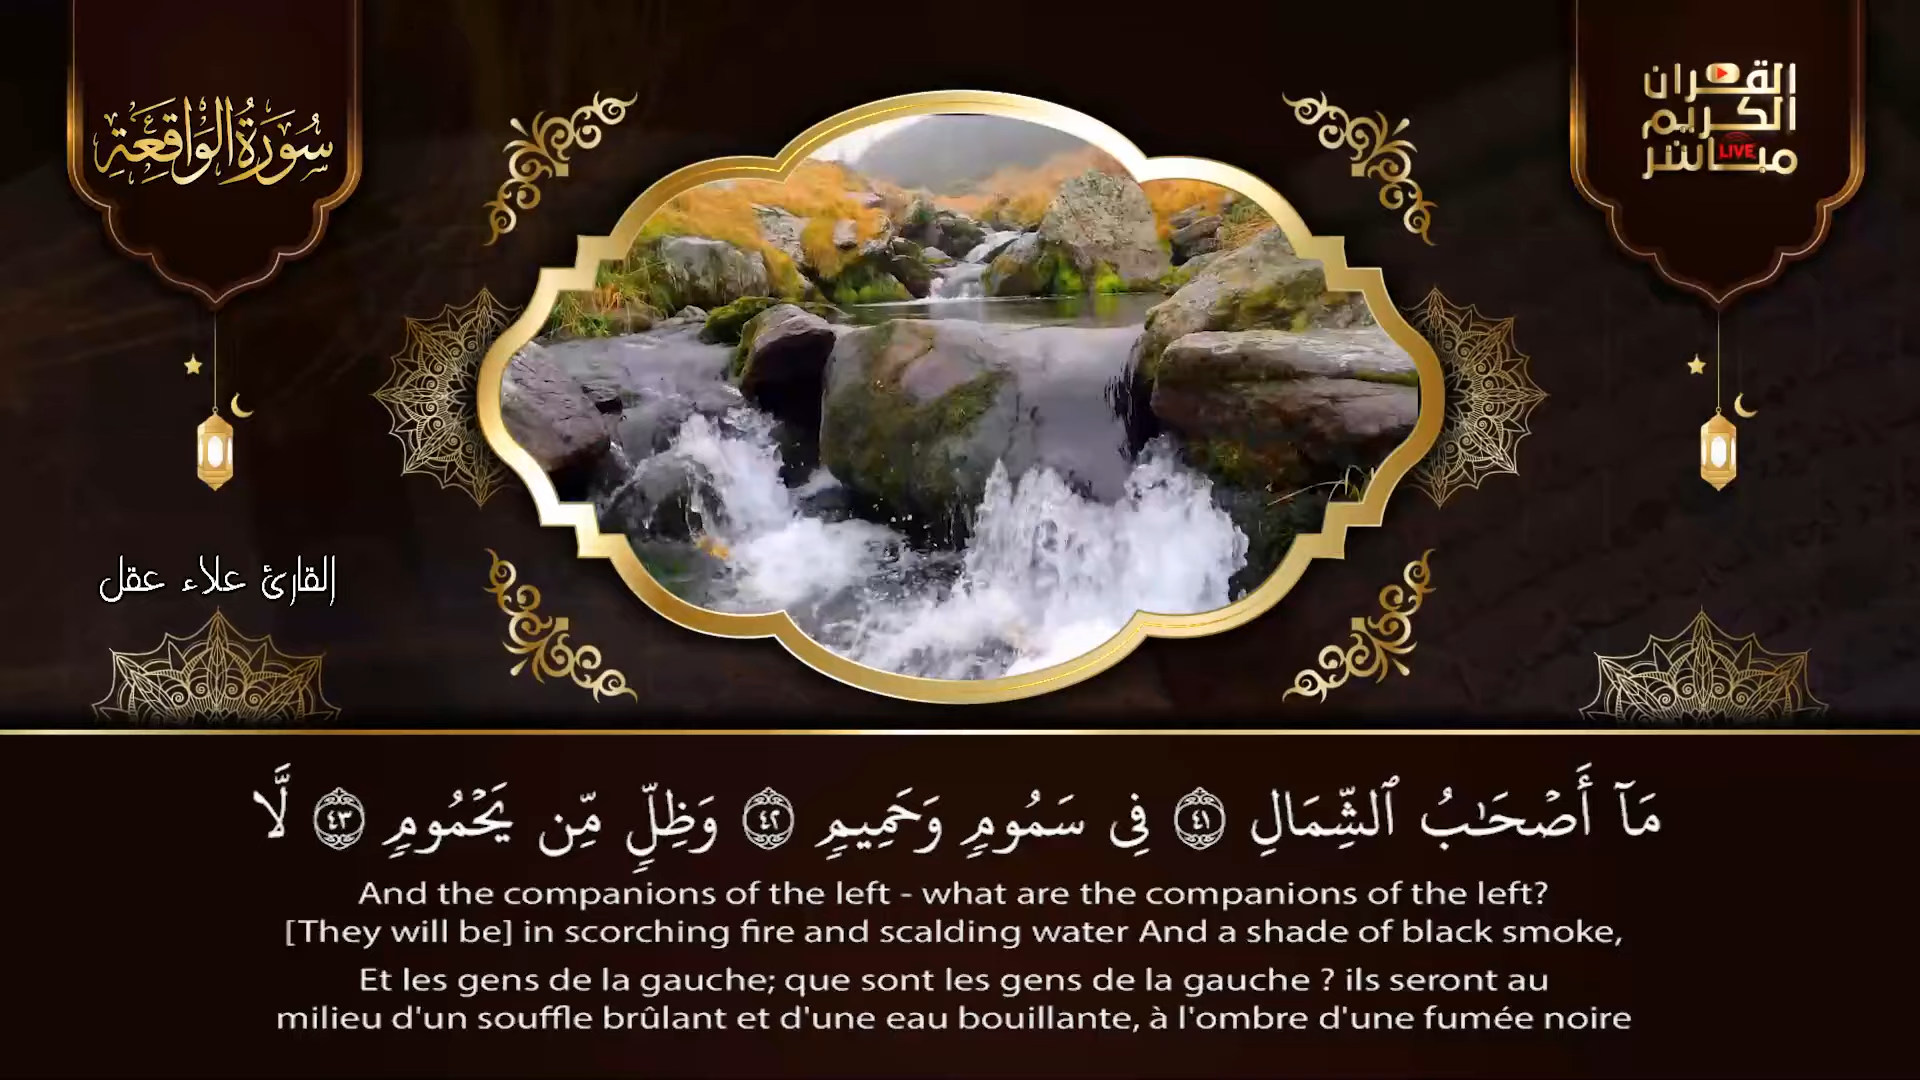 سُورَةُ الوَاقِعَةِ
القرآن
الكريم
مباشر
LIVE
القارئ علاء عقل
مَآ أَصْحَـٰبُ ٱلشِّمَالِ ٤١ فِى سَمُومٍ وَحَمِيمٍ ٤٢ وَظِلٍّ مِّن يَحْمُومٍ ٤٣ لَّا
And the companions of the left - what are the companions of the left?
[They will be] in scorching fire and scalding water And a shade of black smoke,
Et les gens de la gauche; que sont les gens de la gauche ? ils seront au
milieu d'un souffle brûlant et d'une eau bouillante, à l'ombre d'une fumée noire